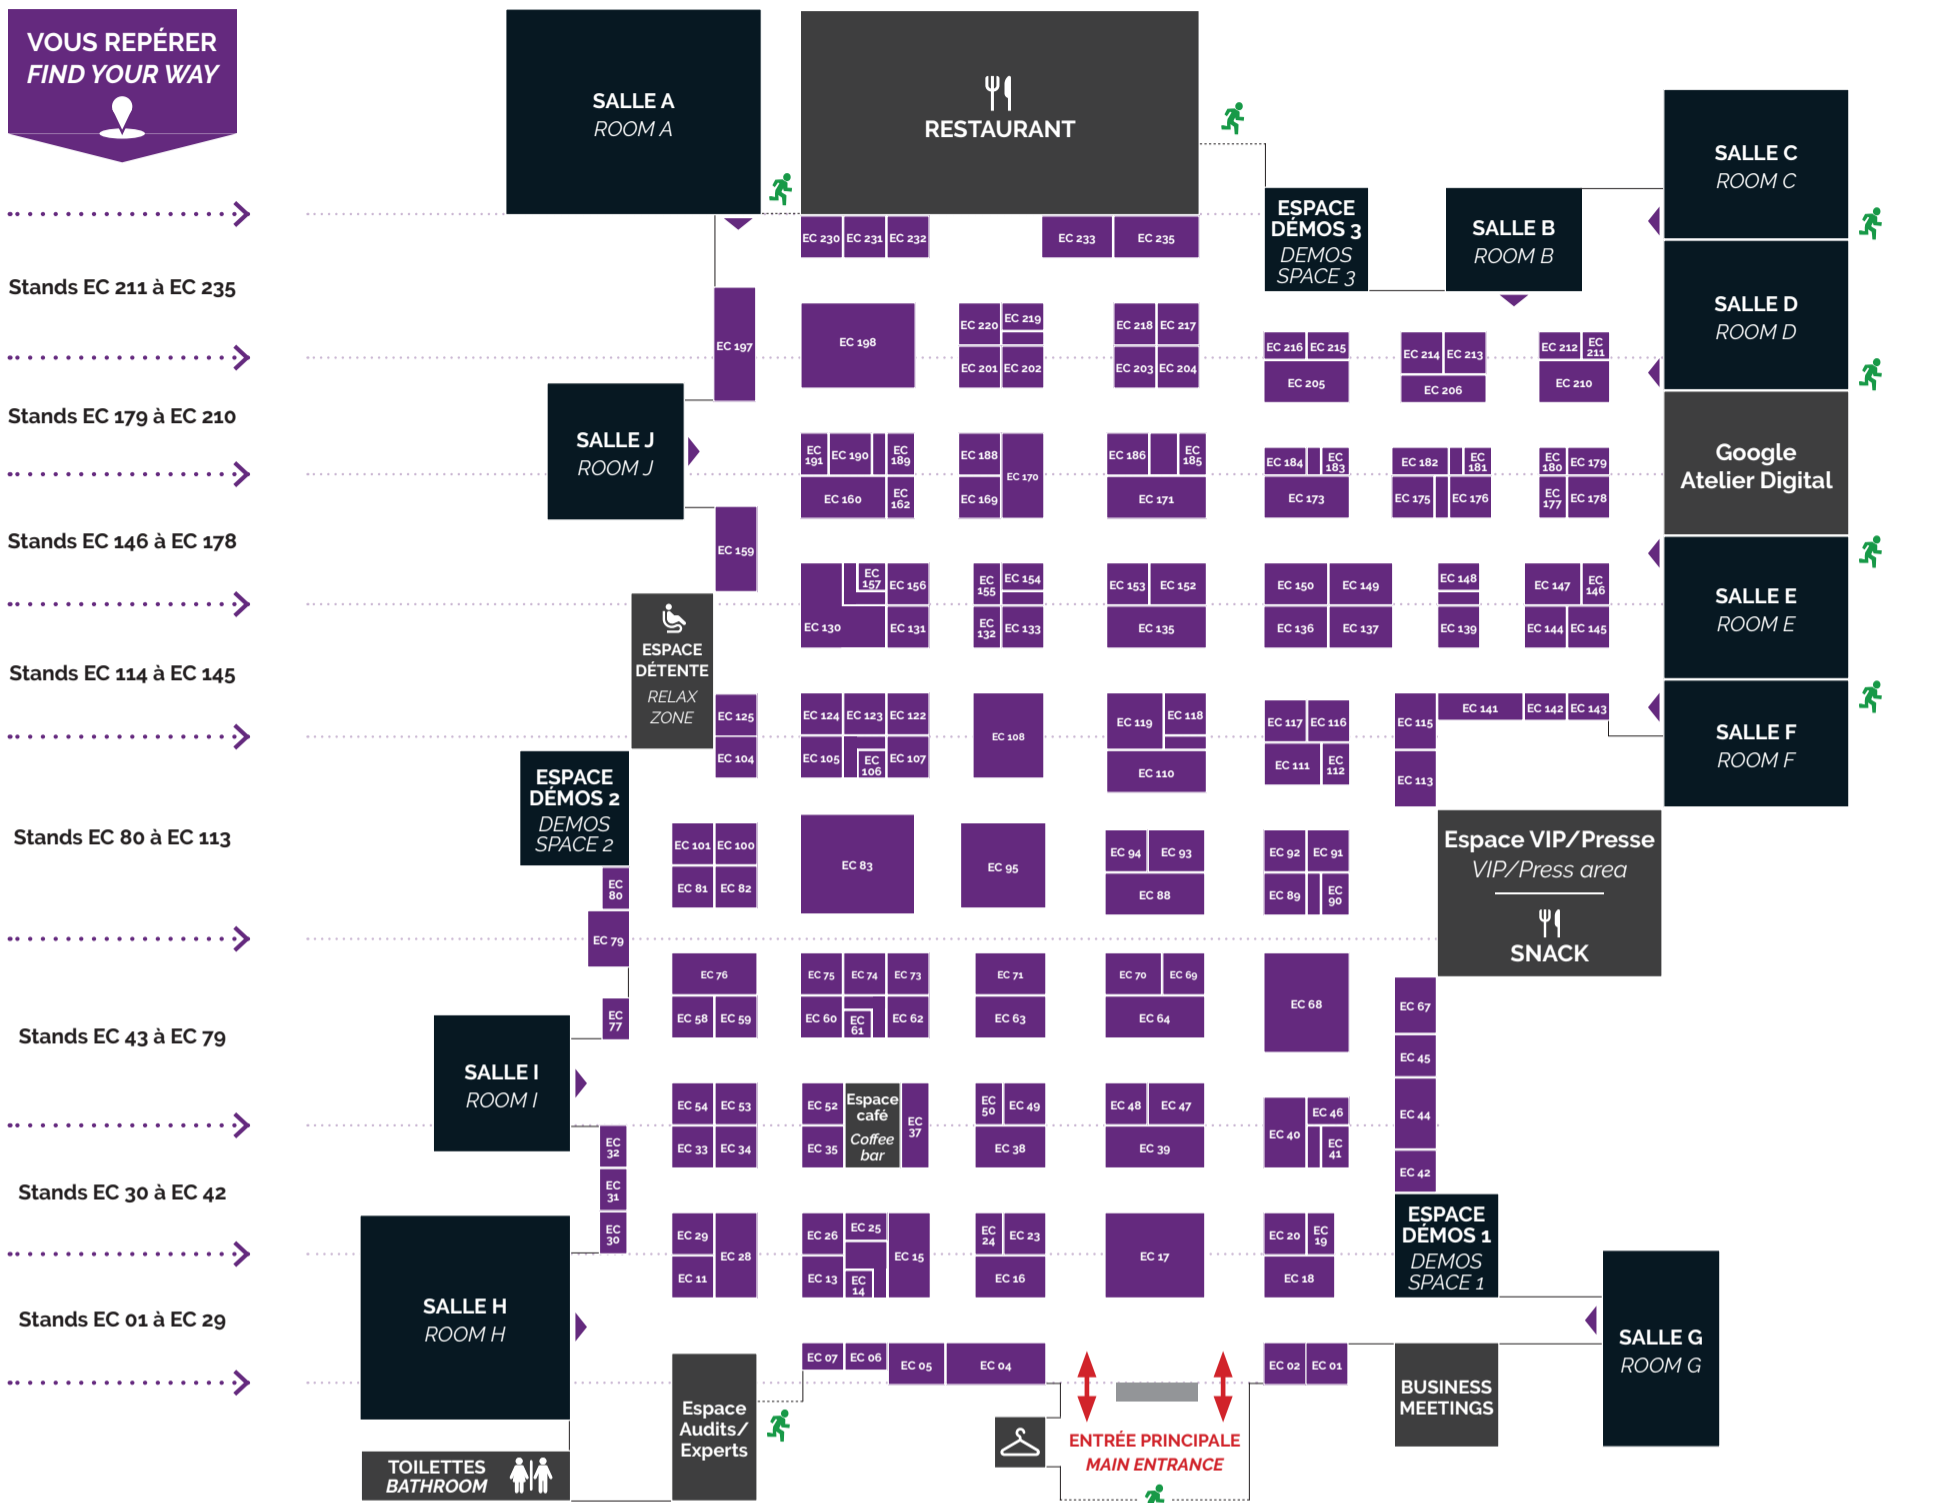 VOUS REPÉRER
FIND YOUR WAY
SALLE A
ROOM A
RESTAURANT
SALLE C
ROOM C
ESPACE
DÉMOS 3
DEMOS
SPACE 3
SALLE B
ROOM B
EC 230 EC 231 EC 232 EC 233 EC 235
Stands EC 211 à EC 235
SALLE D
ROOM D
EC 197
EC 198
EC 220 EC 219 EC 218 EC 217
EC 201 EC 202 EC 203 EC 204
EC 216 EC 215 EC 214 EC 213 EC 212 EC 211
EC 205 EC 206 EC 210
Stands EC 179 à EC 210
SALLE J
ROOM J
EC 191 EC 190 EC 189 EC 188 EC 170 EC 186 EC 185 EC 184 EC 183 EC 182 EC 181 EC 180 EC 179
EC 160 EC 162 EC 169 EC 171 EC 173 EC 175 EC 176 EC 177 EC 178
Google
Atelier Digital
Stands EC 146 à EC 178
EC 159
EC 157 EC 156 EC 155 EC 154 EC 153 EC 152 EC 150 EC 149 EC 148 EC 147 EC 146
EC 130 EC 131 EC 132 EC 133 EC 135 EC 136 EC 137 EC 139 EC 144 EC 145
SALLE E
ROOM E
ESPACE
DÉTENTE
RELAX
ZONE
Stands EC 114 à EC 145
EC 125 EC 124 EC 123 EC 122 EC 108 EC 119 EC 118 EC 117 EC 116 EC 115 EC 141 EC 142 EC 143
EC 104 EC 105 EC 106 EC 107 EC 110 EC 111 EC 112 EC 113
SALLE F
ROOM F
ESPACE
DÉMOS 2
DEMOS
SPACE 2
Stands EC 80 à EC 113
EC 101 EC 100 EC 83 EC 95 EC 94 EC 93 EC 92 EC 91
EC 80 EC 81 EC 82 EC 88 EC 89 EC 90
Espace VIP/Presse
VIP/Press area
SNACK
EC 79
EC 76 EC 75 EC 74 EC 73 EC 71 EC 70 EC 69 EC 68 EC 67
EC 77 EC 58 EC 59 EC 60 EC 61 EC 62 EC 63 EC 64
Stands EC 43 à EC 79
SALLE I
ROOM I
EC 45
EC 54 EC 53 EC 52
Espace
café
Coffee
bar
EC 37 EC 50 EC 49 EC 48 EC 47 EC 40 EC 46 EC 44
EC 32 EC 33 EC 34 EC 35 EC 38 EC 39 EC 41 EC 42
EC 31
EC 30
Stands EC 30 à EC 42
ESPACE
DÉMOS 1
DEMOS
SPACE 1
EC 29 EC 28 EC 26 EC 25 EC 15 EC 24 EC 23 EC 17 EC 20 EC 19
EC 11 EC 13 EC 14 EC 16 EC 18
SALLE H
ROOM H
Stands EC 01 à EC 29
SALLE G
ROOM G
EC 07 EC 06 EC 05 EC 04 EC 02 EC 01
BUSINESS
MEETINGS
Espace
Audits/
Experts
ENTRÉE PRINCIPALE
MAIN ENTRANCE
TOILETTES
BATHROOM